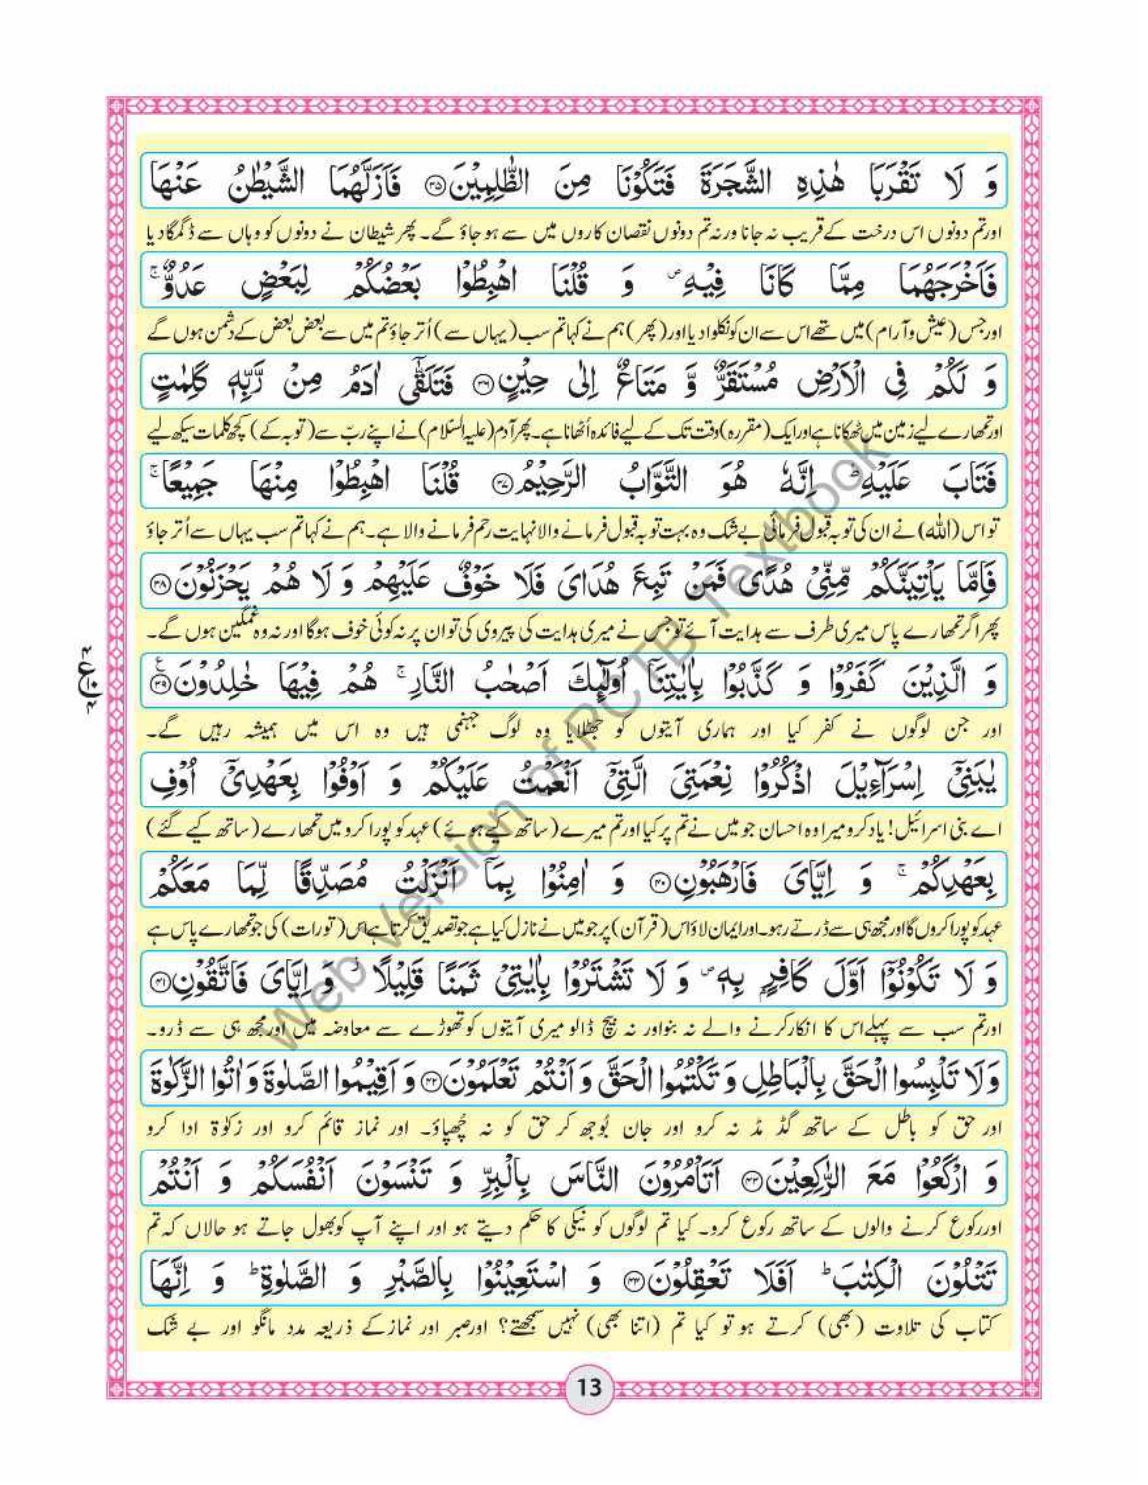 وَ لَا تَقْرَبَا هٰذِهِ الشَّجَرَةَ فَتَكُوْنَا مِنَ الظّٰلِمِيْنَ ﴿۳۵﴾ فَاَزَلَّهُمَا الشَّيْطٰنُ عَنْهَا
اورتم دونوں اس درخت کے قریب نہ جانا ورنہ تم دونوں نقصان کاروں میں سے ہو جاؤ گے۔ پھر شیطان نے دونوں کو وہاں سے ڈگمگا دیا
فَاَخْرَجَهُمَا مِمَّا كَانَا فِيْهِ ۪ وَ قُلْنَا اهْبِطُوْا بَعْضُكُمْ لِبَعْضٍ عَدُوٌّ ۚ
اورجس (عیش وآرام) میں تھے اس سے ان کو نکلوا دیا اور (پھر) ہم نے کہا تم سب (یہاں سے) اُتر جاؤ تم میں سے بعض بعض کے دشمن ہوں گے
وَ لَكُمْ فِى الْاَرْضِ مُسْتَقَرٌّ وَّ مَتَاعٌ اِلٰى حِيْنٍ ﴿۳۶﴾ فَتَلَقّٰٓى اٰدَمُ مِنْ رَّبِّهٖ كَلِمٰتٍ
اورتمھارے لیے زمین میں ٹھکانا ہے اور ایک (مقررہ) وقت تک کے لیے فائدہ اُٹھانا ہے۔ پھر آدم (علیہ السّلام) نے اپنے ربّ سے (توبہ کے) کچھ کلمات سیکھ لیے
فَتَابَ عَلَيْهِ ؕ اِنَّهٗ هُوَ التَّوَّابُ الرَّحِيْمُ ﴿۳۷﴾ قُلْنَا اهْبِطُوْا مِنْهَا جَمِيْعًا ۚ
تو اس (اللہ) نے ان کی توبہ قبول فرمائی بے شک وہ بہت توبہ قبول فرمانے والا نہایت رحم فرمانے والا ہے۔ ہم نے کہا تم سب یہاں سے اُتر جاؤ
فَاِمَّا يَاْتِيَنَّكُمْ مِّنِّىْ هُدًى فَمَنْ تَبِعَ هُدَاىَ فَلَا خَوْفٌ عَلَيْهِمْ وَ لَا هُمْ يَحْزَنُوْنَ ﴿۳۸﴾
پھر اگر تمھارے پاس میری طرف سے ہدایت آئے تو جس نے میری ہدایت کی پیروی کی تو ان پر نہ کوئی خوف ہوگا اور نہ وہ غمگین ہوں گے۔
وَ الَّذِيْنَ كَفَرُوْا وَ كَذَّبُوْا بِاٰيٰتِنَآ اُولٰٓئِكَ اَصْحٰبُ النَّارِ ۚ هُمْ فِيْهَا خٰلِدُوْنَ ﴿۳۹﴾
اور جن لوگوں نے کفر کیا اور ہماری آیتوں کو جھٹلایا وہ لوگ جہنمی ہیں وہ اس میں ہمیشہ رہیں گے۔
يٰبَنِىْٓ اِسْرَآءِيْلَ اذْكُرُوْا نِعْمَتِىَ الَّتِىْٓ اَنْعَمْتُ عَلَيْكُمْ وَ اَوْفُوْا بِعَهْدِىْٓ اُوْفِ
اے بنی اسرائیل! یاد کرو میرا وہ احسان جو میں نے تم پر کیا اور تم میرے (ساتھ کیے ہوئے) عہد کو پورا کرو میں تمھارے (ساتھ کیے گئے)
بِعَهْدِكُمْ ۚ وَ اِيَّاىَ فَارْهَبُوْنِ ﴿۴۰﴾ وَ اٰمِنُوْا بِمَآ اَنْزَلْتُ مُصَدِّقًا لِّمَا مَعَكُمْ
عہد کو پورا کروں گا اور مجھ ہی سے ڈرتے رہو۔ اور ایمان لاؤ اس (قرآن) پر جو میں نے نازل کیا ہے جو تصدیق کرتا ہے اس (تورات) کی جو تمھارے پاس ہے
وَ لَا تَكُوْنُوْٓا اَوَّلَ كَافِرٍۭ بِهٖ ۪ وَ لَا تَشْتَرُوْا بِاٰيٰتِىْ ثَمَنًا قَلِيْلًا ۫ وَ اِيَّاىَ فَاتَّقُوْنِ ﴿۴۱﴾
اورتم سب سے پہلے اس کا انکار کرنے والے نہ بنو اور نہ بیچ ڈالو میری آیتوں کو تھوڑے سے معاوضہ میں اور مجھ ہی سے ڈرو۔
وَلَا تَلْبِسُوا الْحَقَّ بِالْبَاطِلِ وَ تَكْتُمُوا الْحَقَّ وَ اَنْتُمْ تَعْلَمُوْنَ ﴿۴۲﴾ وَ اَقِيْمُوا الصَّلٰوةَ وَ اٰتُوا الزَّكٰوةَ
اور حق کو باطل کے ساتھ گڈ مڈ نہ کرو اور جان بُوجھ کر حق کو نہ چُھپاؤ۔ اور نماز قائم کرو اور زکوٰۃ ادا کرو
وَ ارْكَعُوْا مَعَ الرّٰكِعِيْنَ ﴿۴۳﴾ اَتَاْمُرُوْنَ النَّاسَ بِالْبِرِّ وَ تَنْسَوْنَ اَنْفُسَكُمْ وَ اَنْتُمْ
اوررکوع کرنے والوں کے ساتھ رکوع کرو۔ کیا تم لوگوں کو نیکی کا حکم دیتے ہو اور اپنے آپ کو بھول جاتے ہو حالاں کہ تم
تَتْلُوْنَ الْكِتٰبَ ؕ اَفَلَا تَعْقِلُوْنَ ﴿۴۴﴾ وَ اسْتَعِيْنُوْا بِالصَّبْرِ وَ الصَّلٰوةِ ؕ وَ اِنَّهَا
کتاب کی تلاوت (بھی) کرتے ہو تو کیا تم (اتنا بھی) نہیں سمجھتے؟ اورصبر اور نماز کے ذریعہ مدد مانگو اور بے شک
13
Web Version of PCTB Textbook